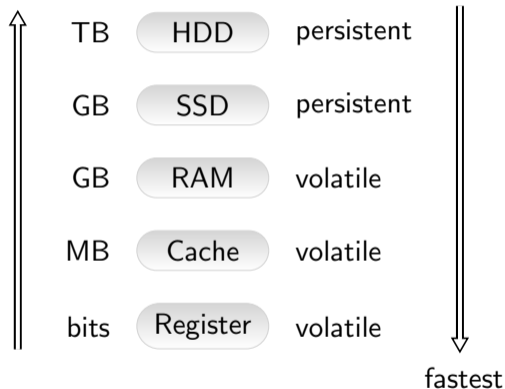 TB HDD persistent
GB SSD persistent
GB RAM volatile
MB Cache volatile
bits Register volatile
fastest